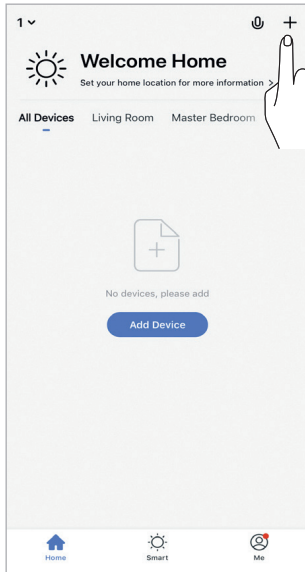 1
Welcome Home
Set your home location for more information >
All Devices Living Room Master Bedroom
No devices, please add
Add Device
Home Smart Me